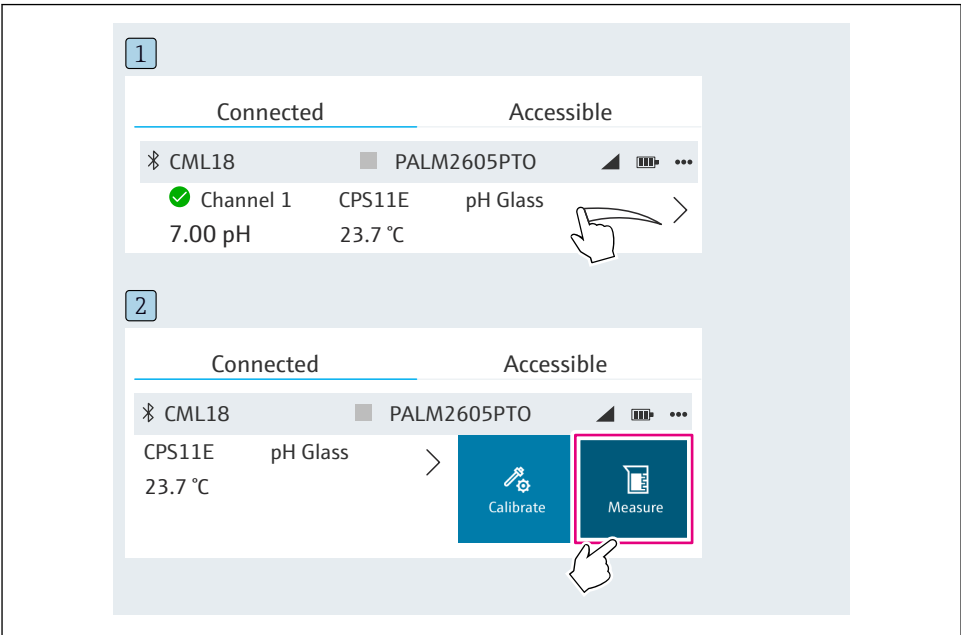 1
Connected Accessible
CML18 PALM2605PTO
Channel 1 CPS11E pH Glass
7.00 pH 23.7 °C
2
Connected Accessible
CML18 PALM2605PTO
CPS11E pH Glass
23.7 °C
Calibrate Measure